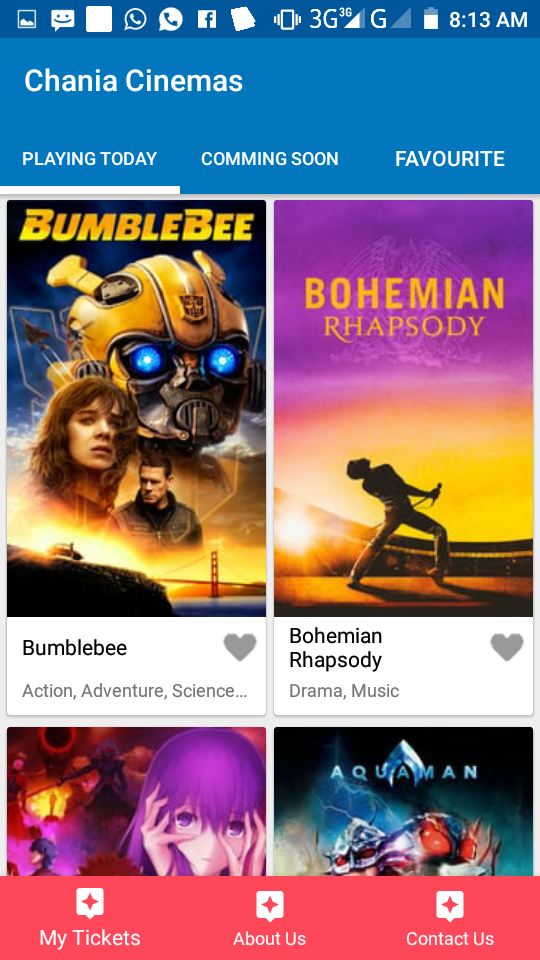 3G 3G G 8:13 AM
Chania Cinemas
PLAYING TODAY COMMING SOON FAVOURITE
BUMBLEBEE
BOHEMIAN
RHAPSODY
Bumblebee
Bohemian
Rhapsody
Action, Adventure, Science...
Drama, Music
AQUAMAN
My Tickets About Us Contact Us